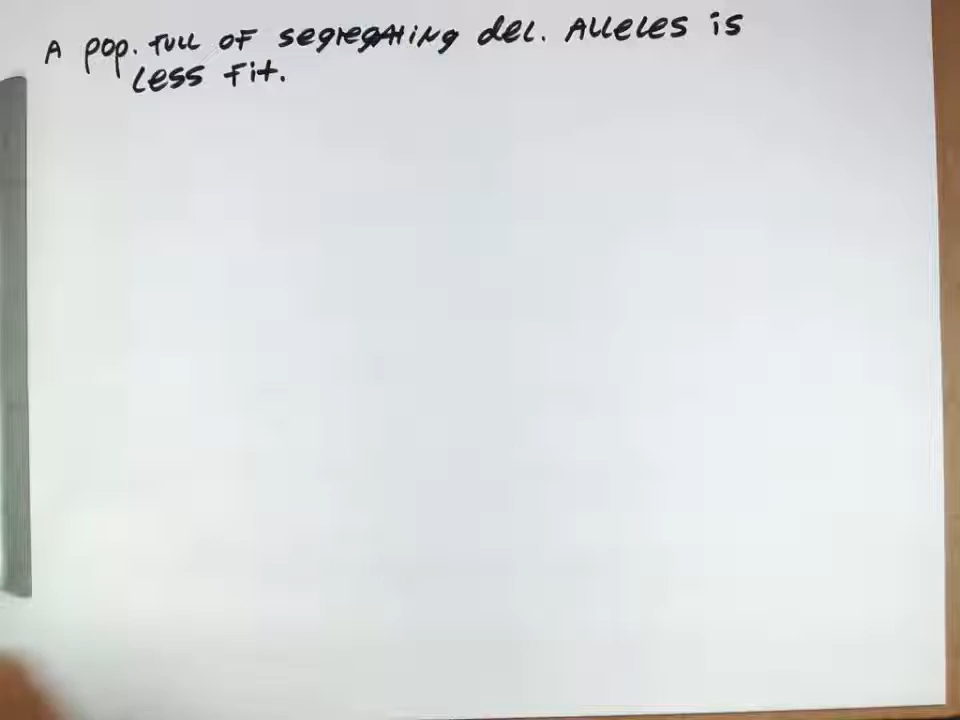 A pop. full of segregating del. Alleles is
less fit.